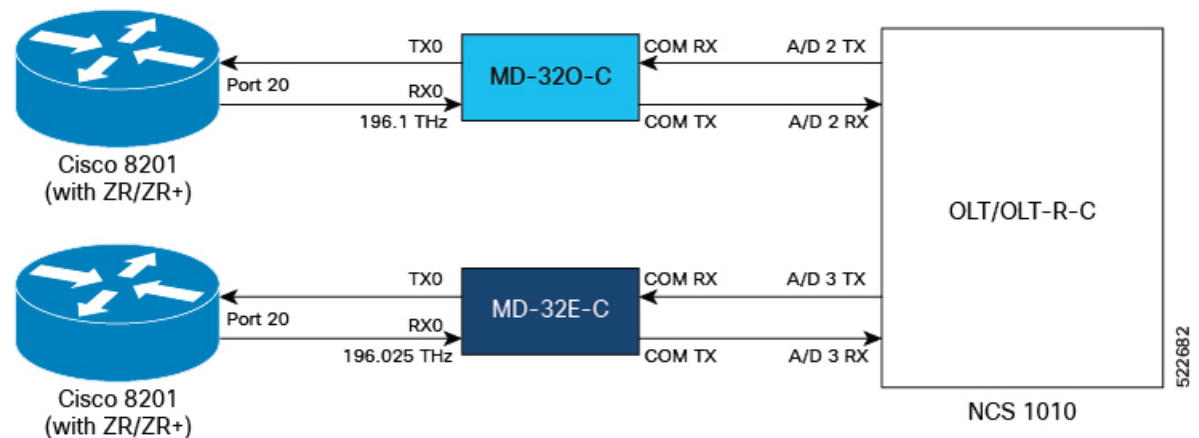 TX0
COM RX
A/D 2 TX
Port 20
MD-32O-C
RX0
196.1 THz
COM TX
A/D 2 RX
Cisco 8201
(with ZR/ZR+)
OLT/OLT-R-C
TX0
COM RX
A/D 3 TX
Port 20
MD-32E-C
RX0
196.025 THz
COM TX
A/D 3 RX
Cisco 8201
(with ZR/ZR+)
NCS 1010
522682